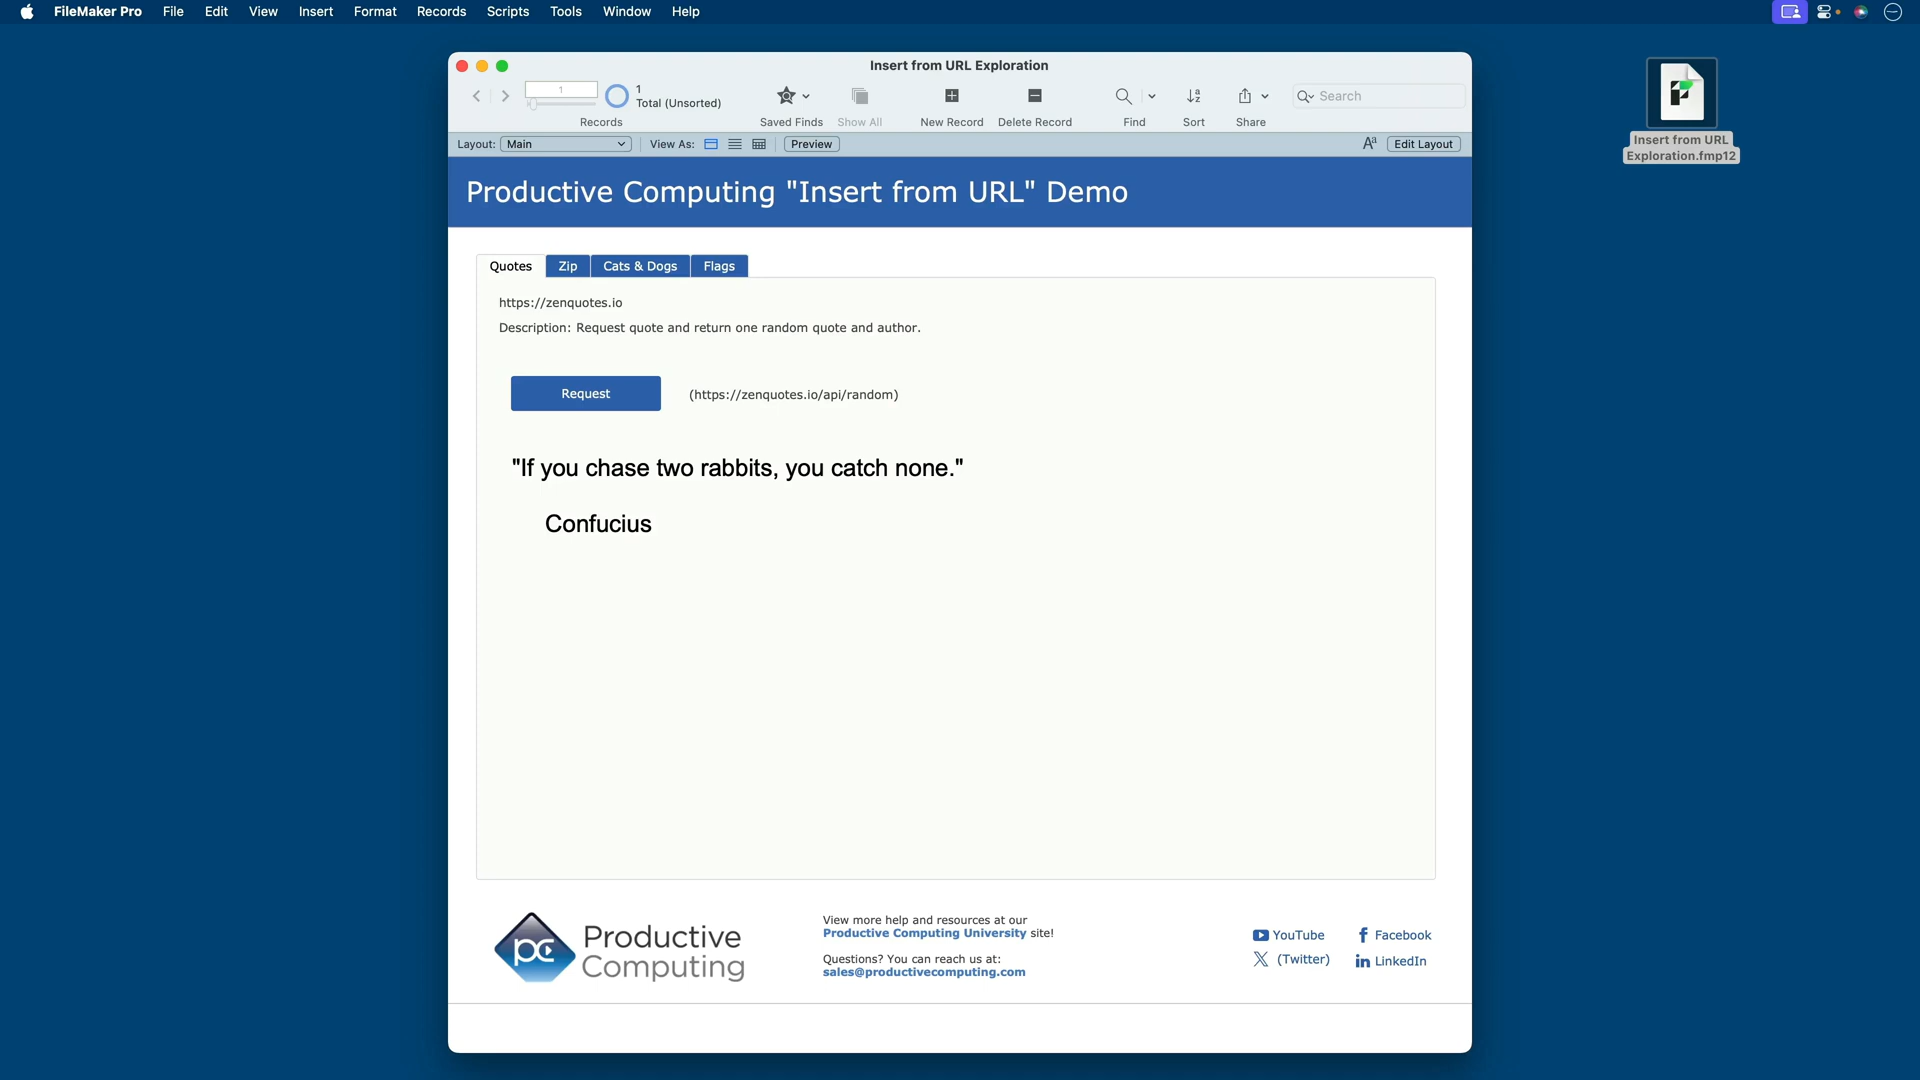 FileMaker Pro File Edit View Insert Format Records Scripts Tools Window Help
Insert from URL Exploration
1
1
Total (Unsorted)
Search
Records Saved Finds Show All New Record Delete Record Find Sort Share
Layout: Main View As: Preview Aa Edit Layout
Insert from URL
Exploration.fmp12
Productive Computing "Insert from URL" Demo
Quotes Zip Cats & Dogs Flags
https://zenquotes.io
Description: Request quote and return one random quote and author.
Request (https://zenquotes.io/api/random)
"If you chase two rabbits, you catch none."
Confucius
pc Productive
Computing
View more help and resources at our
Productive Computing University site!
Questions? You can reach us at:
sales@productivecomputing.com
YouTube Facebook
(Twitter) LinkedIn